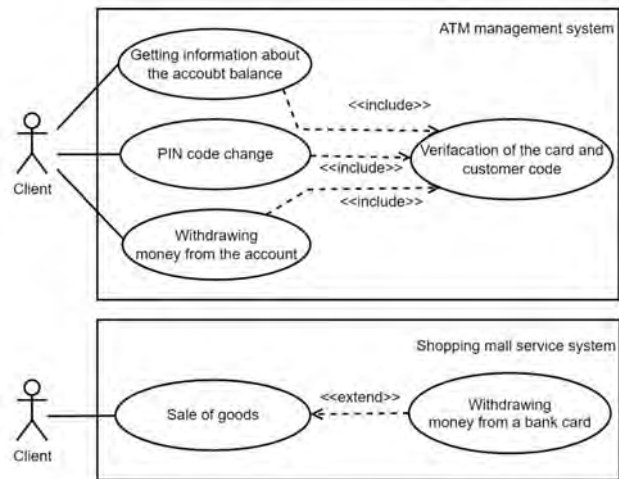 ATM management system
Getting information about
the accoubt balance
<<include>>
PIN code change
<<include>>
Verifacation of the card and
customer code
Client
<<include>>
Withdrawing
money from the account
Shopping mall service system
<<extend>>
Sale of goods
Withdrawing
money from a bank card
Client